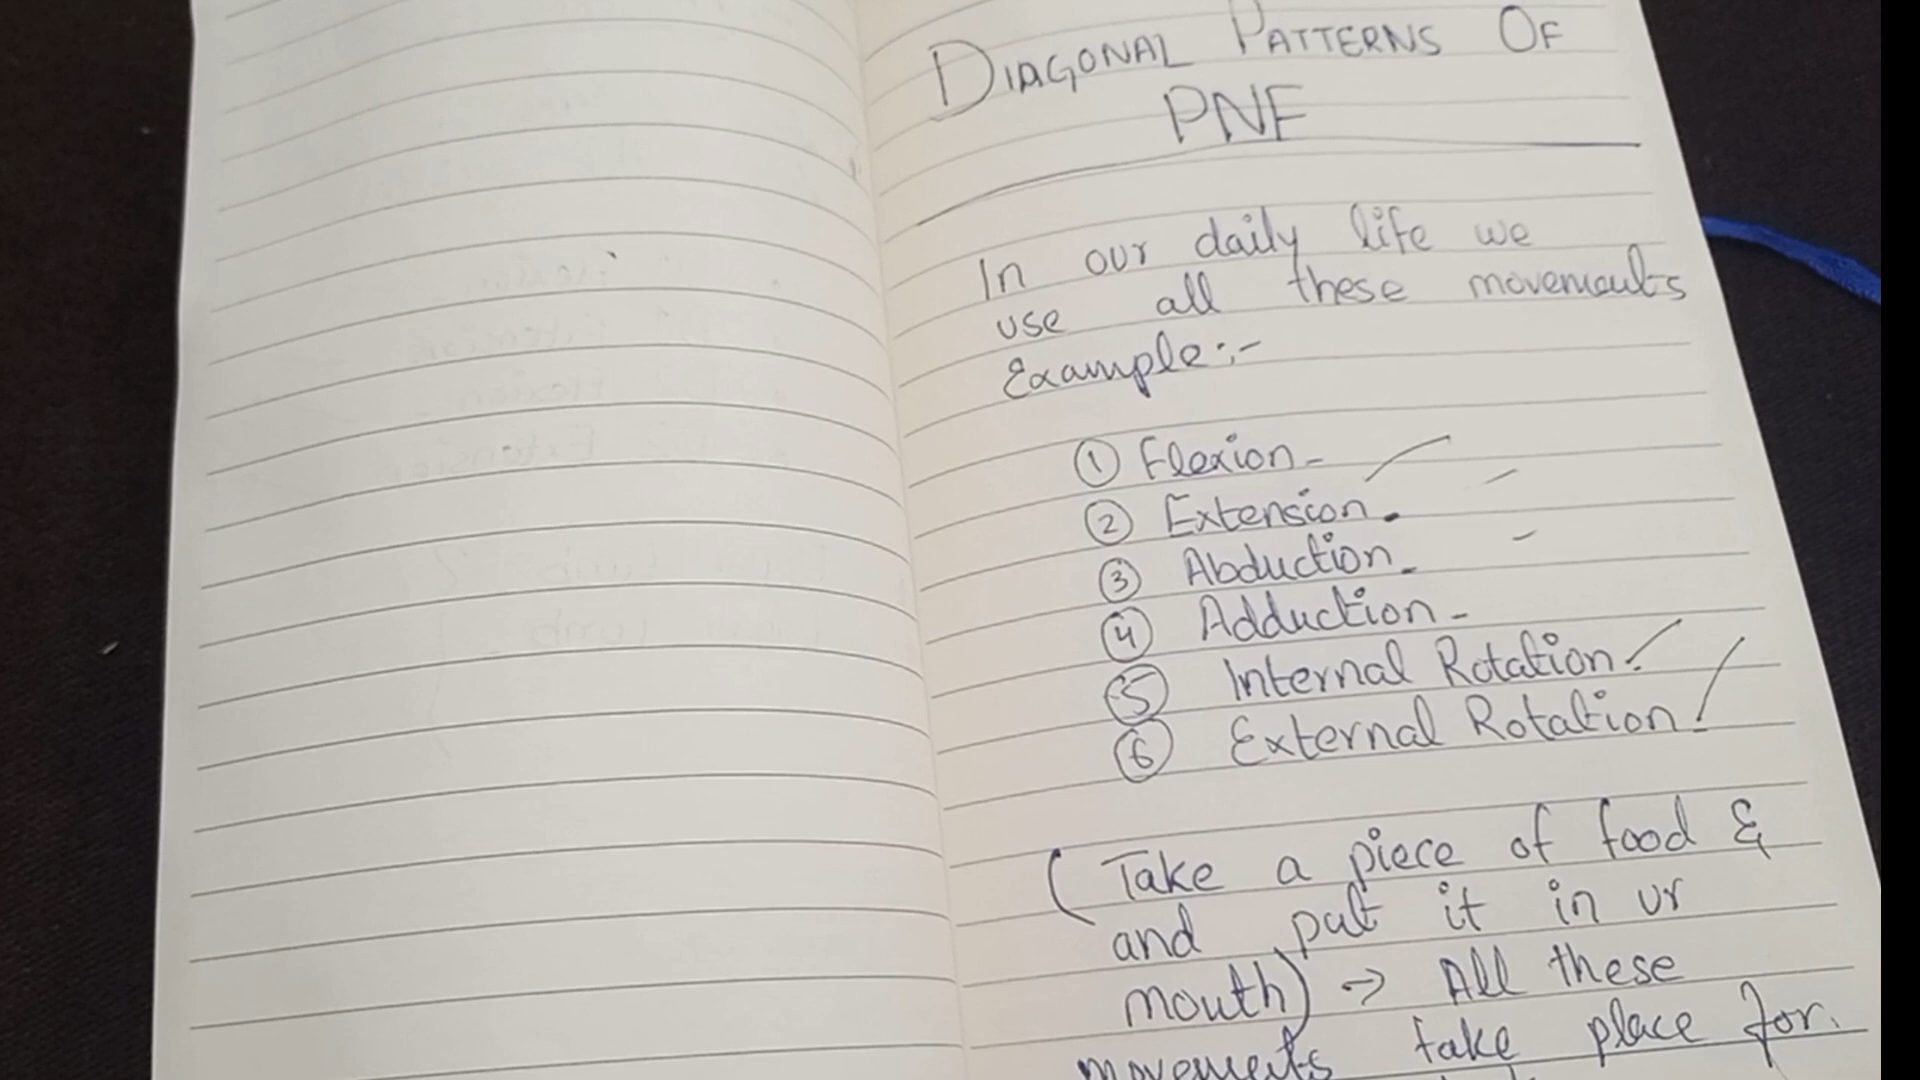 DIAGONAL PATTERNS OF
PNF
In our daily life we
use all these movements
Example:-
① Flexion-
② Extension.
③ Abduction-
④ Adduction-
⑤ Internal Rotation.
⑥ External Rotation.
(Take a piece of food &
and put it in ur
mouth) → All these
movements take place for.